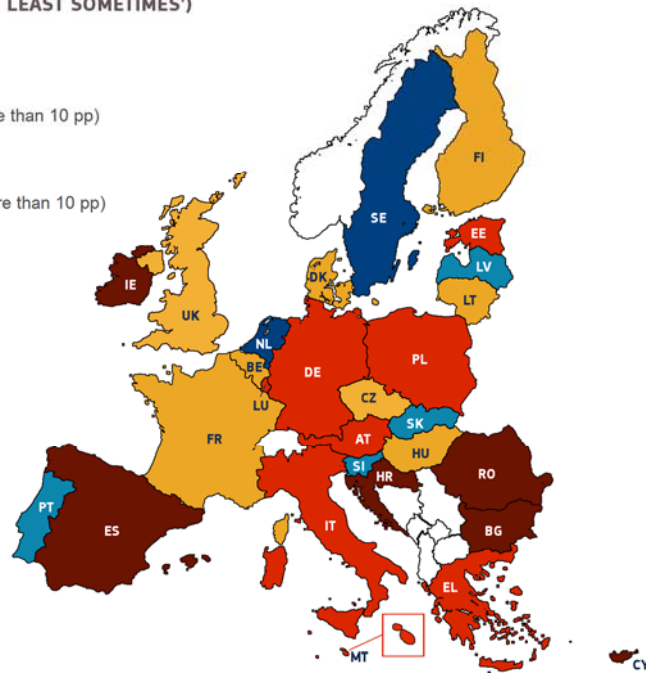 LEAST SOMETIMES')
e than 10 pp)
re than 10 pp)
FI
SE
EE
LV
DK
LT
IE
UK
NL
BE
DE
PL
LU
CZ
SK
FR
AT
HU
SI
HR
RO
PT
ES
IT
BG
EL
MT
CY